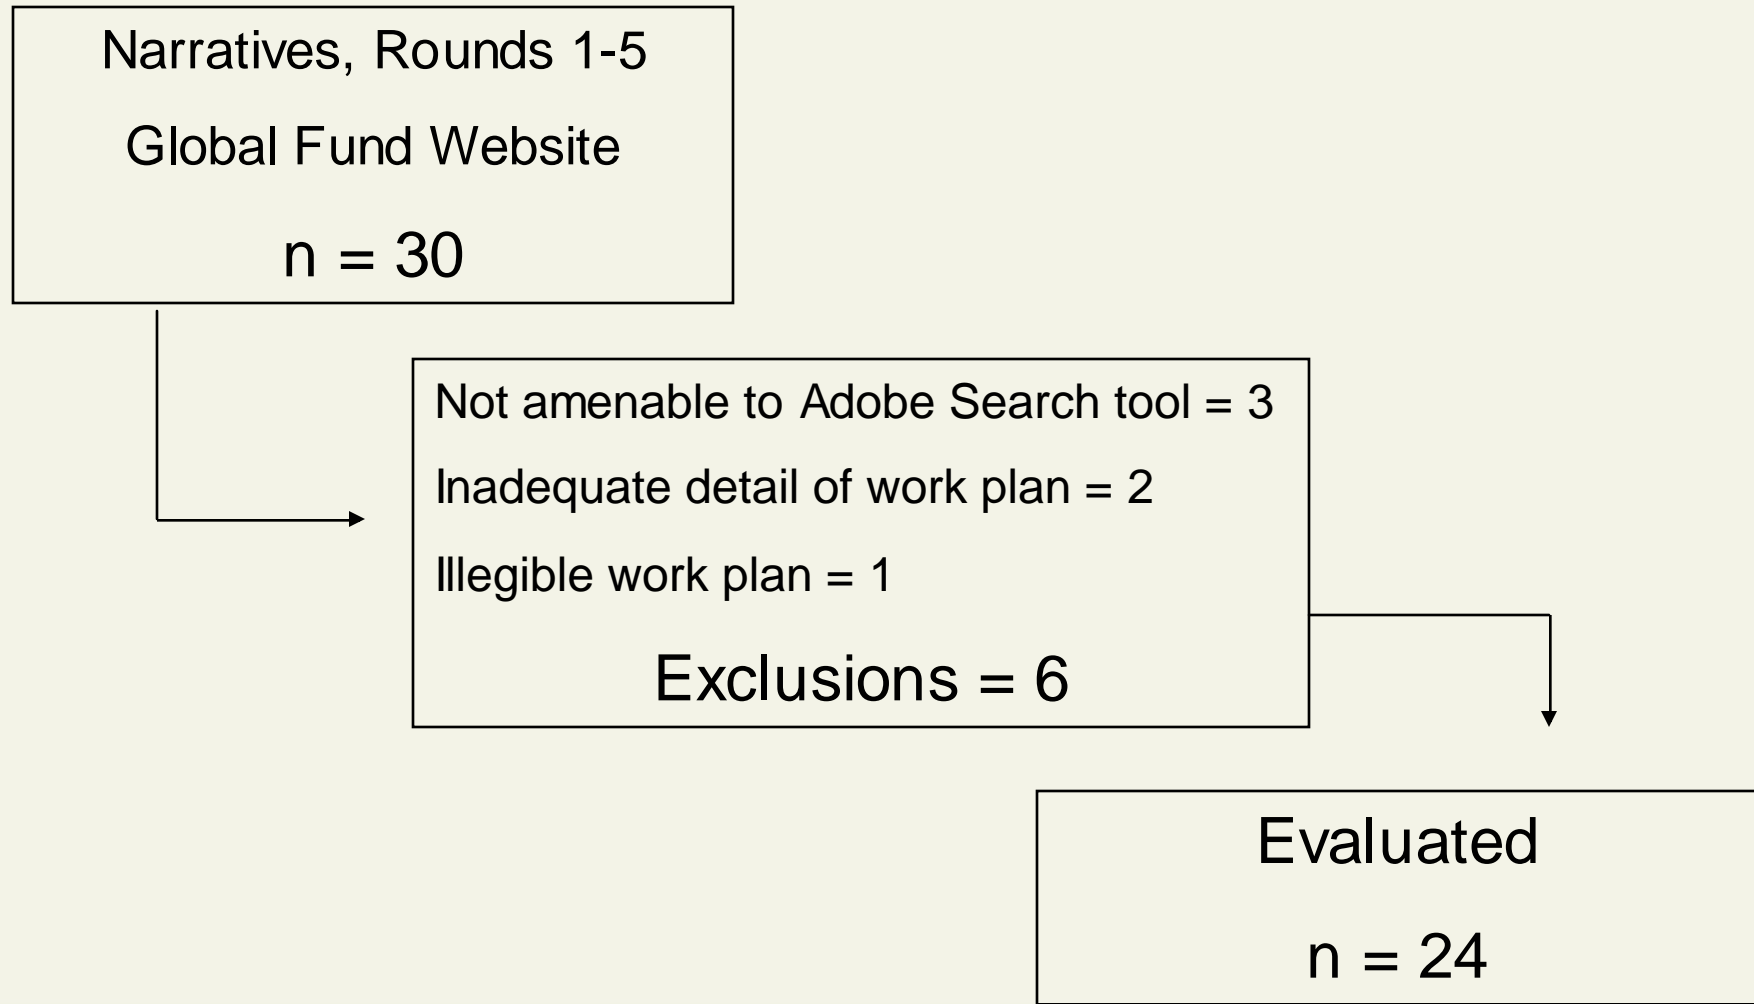 Narratives, Rounds 1-5
Global Fund Website
n = 30
Not amenable to Adobe Search tool = 3
Inadequate detail of work plan = 2
Illegible work plan = 1
Exclusions = 6
Evaluated
n = 24